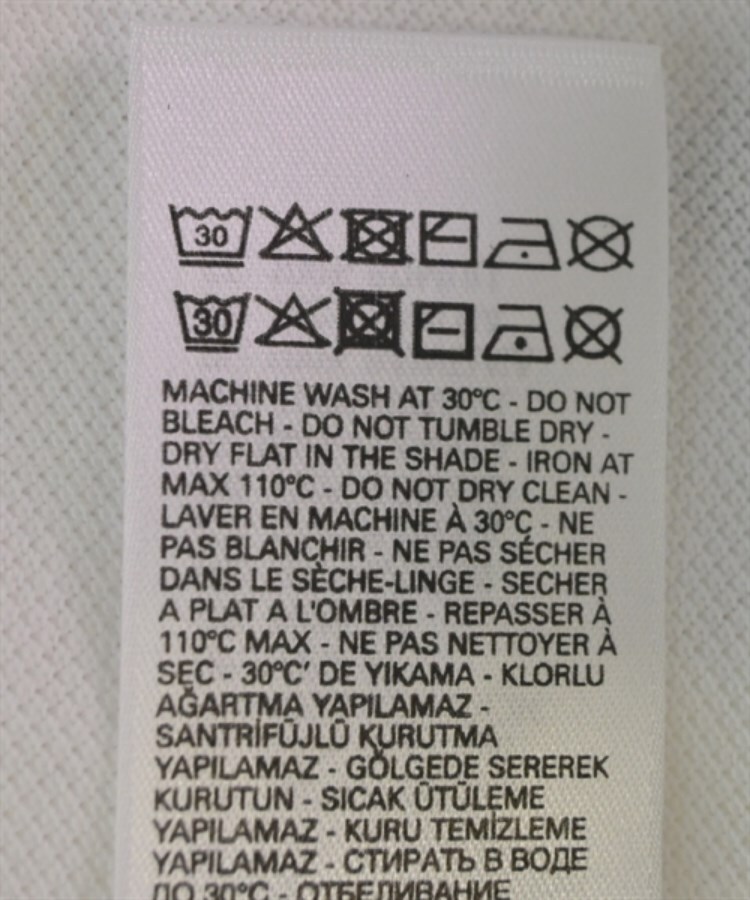 30
30
MACHINE WASH AT 30°C - DO NOT
BLEACH - DO NOT TUMBLE DRY -
DRY FLAT IN THE SHADE - IRON AT
MAX 110°C - DO NOT DRY CLEAN -
LAVER EN MACHINE À 30°C - NE
PAS BLANCHIR - NE PAS SÉCHER
DANS LE SÈCHE-LINGE - SECHER
A PLAT A L'OMBRE - REPASSER À
110°C MAX - NE PAS NETTOYER À
SEC - 30°C' DE YIKAMA - KLORLU
AĞARTMA YAPILAMAZ -
SANTRİFÜJLÜ KURUTMA
YAPILAMAZ - GÖLGEDE SEREREK
KURUTUN - SICAK ÜTÜLEME
YAPILAMAZ - KURU TEMİZLEME
YAPILAMAZ - СТИРАТЬ В ВОДЕ
ДО 30°C - ОТБЕЛИВАНИЕ